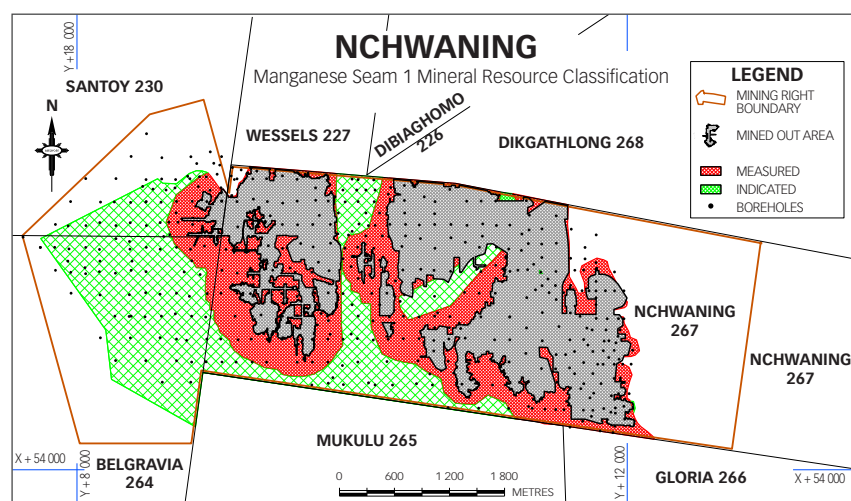 NCHWANING
Manganese Seam 1 Mineral Resource Classification
Y + 18 000
SANTOY 230
N
WESSELS 227
DIBIAGHOMO
226
DIKGATHLONG 268
LEGEND
MINING RIGHT
BOUNDARY
MINED OUT AREA
MEASURED
INDICATED
BOREHOLES
NCHWANING
267
NCHWANING
267
MUKULU 265
X + 54 000
BELGRAVIA
264
Y + 8 000
0 600 1 200 1 800
METRES
Y + 12 000
GLORIA 266
X + 54 000